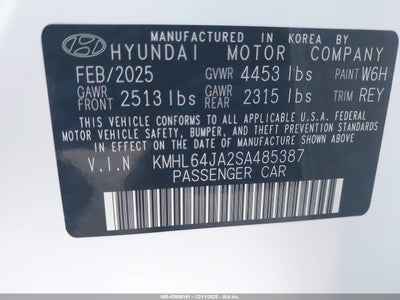 MANUFACTURED IN KOREA BY
HYUNDAI MOTOR COMPANY
FEB/2025 GVWR 4453 lbs PAINT W6H
GAWR FRONT 2513 lbs GAWR REAR 2315 lbs TRIM REY
THIS VEHICLE CONFORMS TO ALL APPLICABLE U.S.A. FEDERAL
MOTOR VEHICLE SAFETY, BUMPER, AND THEFT PREVENTION
STANDARDS IN EFFECT ON THE DATE OF MANUFACTURE SHOWN ABOVE.
V.I.N KMHL64JA2SA485387
PASSENGER CAR